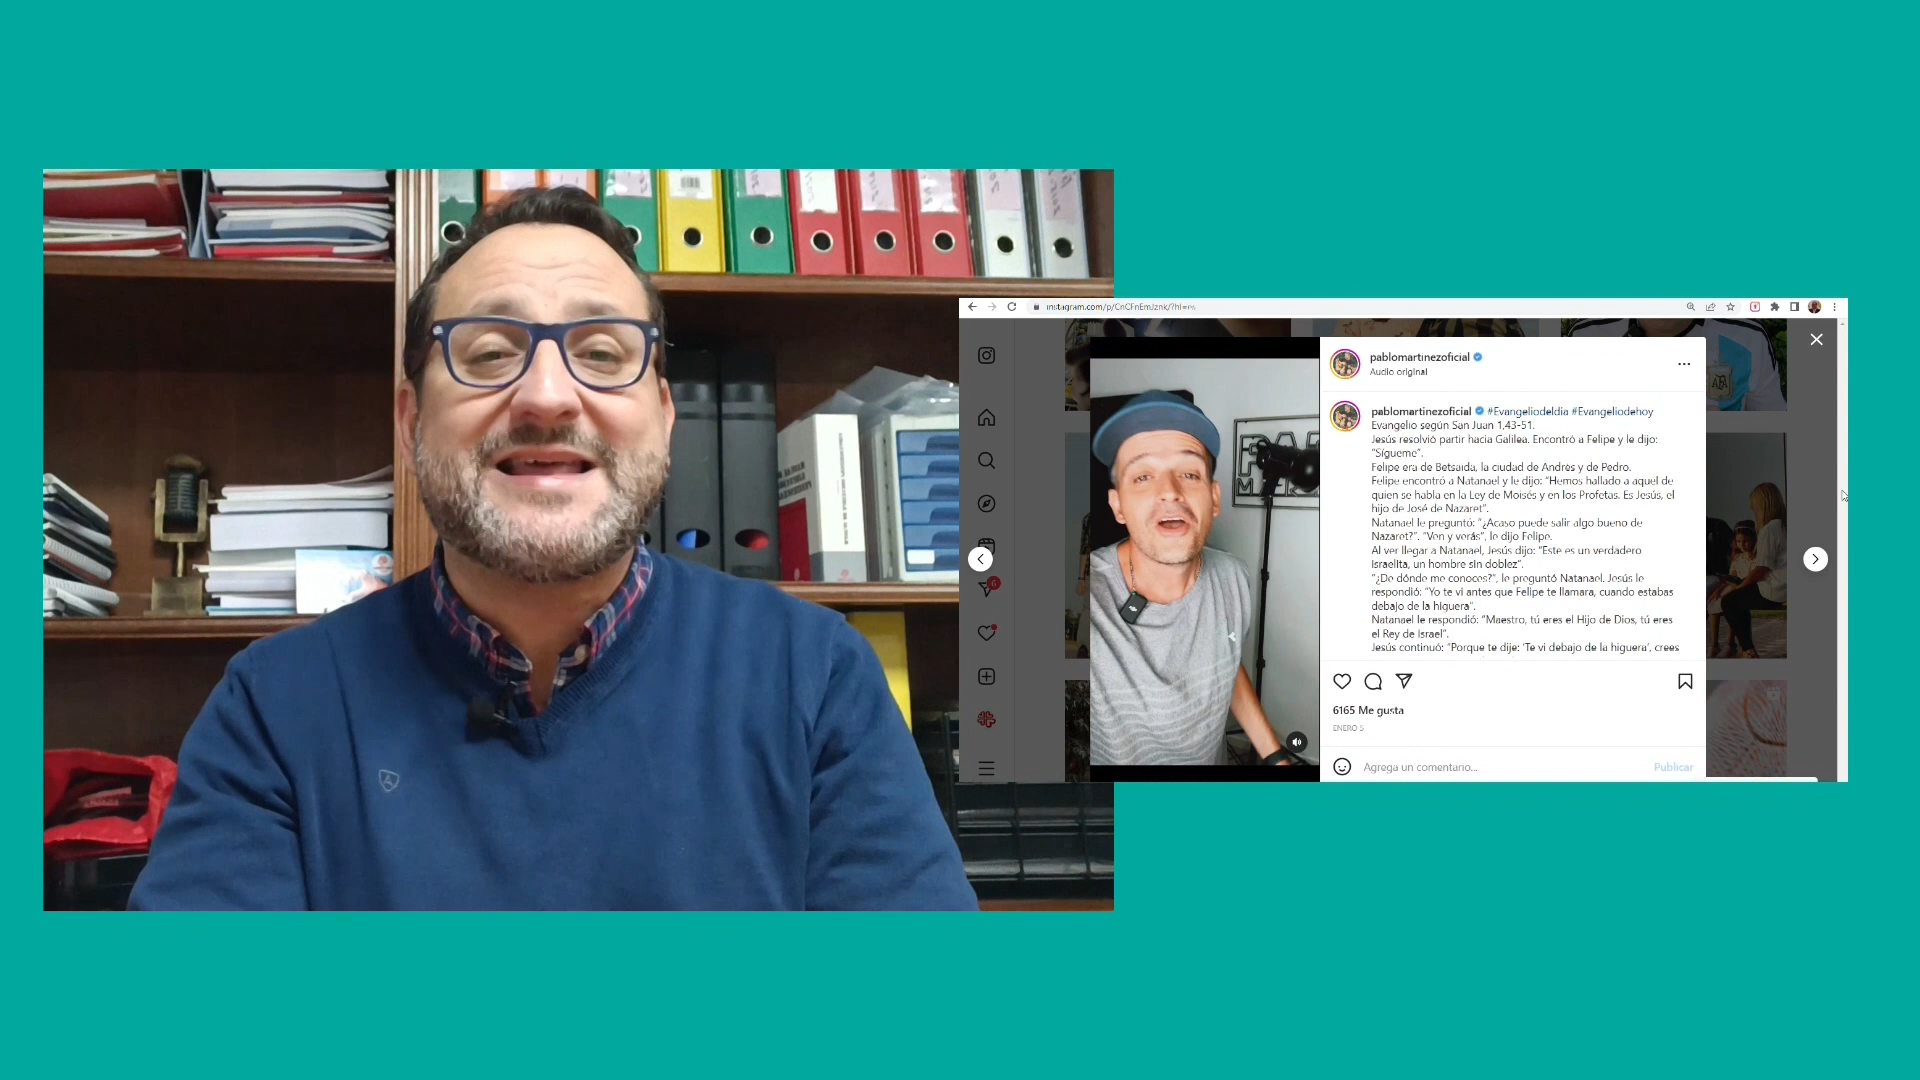 instagram.com/p/CnCFnEmJznk/?hl=es
pablomartinezoficial
Audio original
pablomartinezoficial #Evangeliodeldía #Evangeliodehoy
Evangelio según San Juan 1,43-51.
Jesús resolvió partir hacia Galilea. Encontró a Felipe y le dijo:
"Sígueme".
Felipe era de Betsaida, la ciudad de Andrés y de Pedro.
Felipe encontró a Natanael y le dijo: "Hemos hallado a aquel de
quien se habla en la Ley de Moisés y en los Profetas. Es Jesús, el
hijo de José de Nazaret".
Natanael le preguntó: "¿Acaso puede salir algo bueno de
Nazaret?". "Ven y verás", le dijo Felipe.
Al ver llegar a Natanael, Jesús dijo: "Este es un verdadero
israelita, un hombre sin doblez".
"¿De dónde me conoces?", le preguntó Natanael. Jesús le
respondió: "Yo te vi antes que Felipe te llamara, cuando estabas
debajo de la higuera".
Natanael le respondió: "Maestro, tú eres el Hijo de Dios, tú eres
el Rey de Israel".
Jesús continuó: "Porque te dije: 'Te vi debajo de la higuera', crees
6165 Me gusta
ENERO 5
Agrega un comentario...
Publicar
6